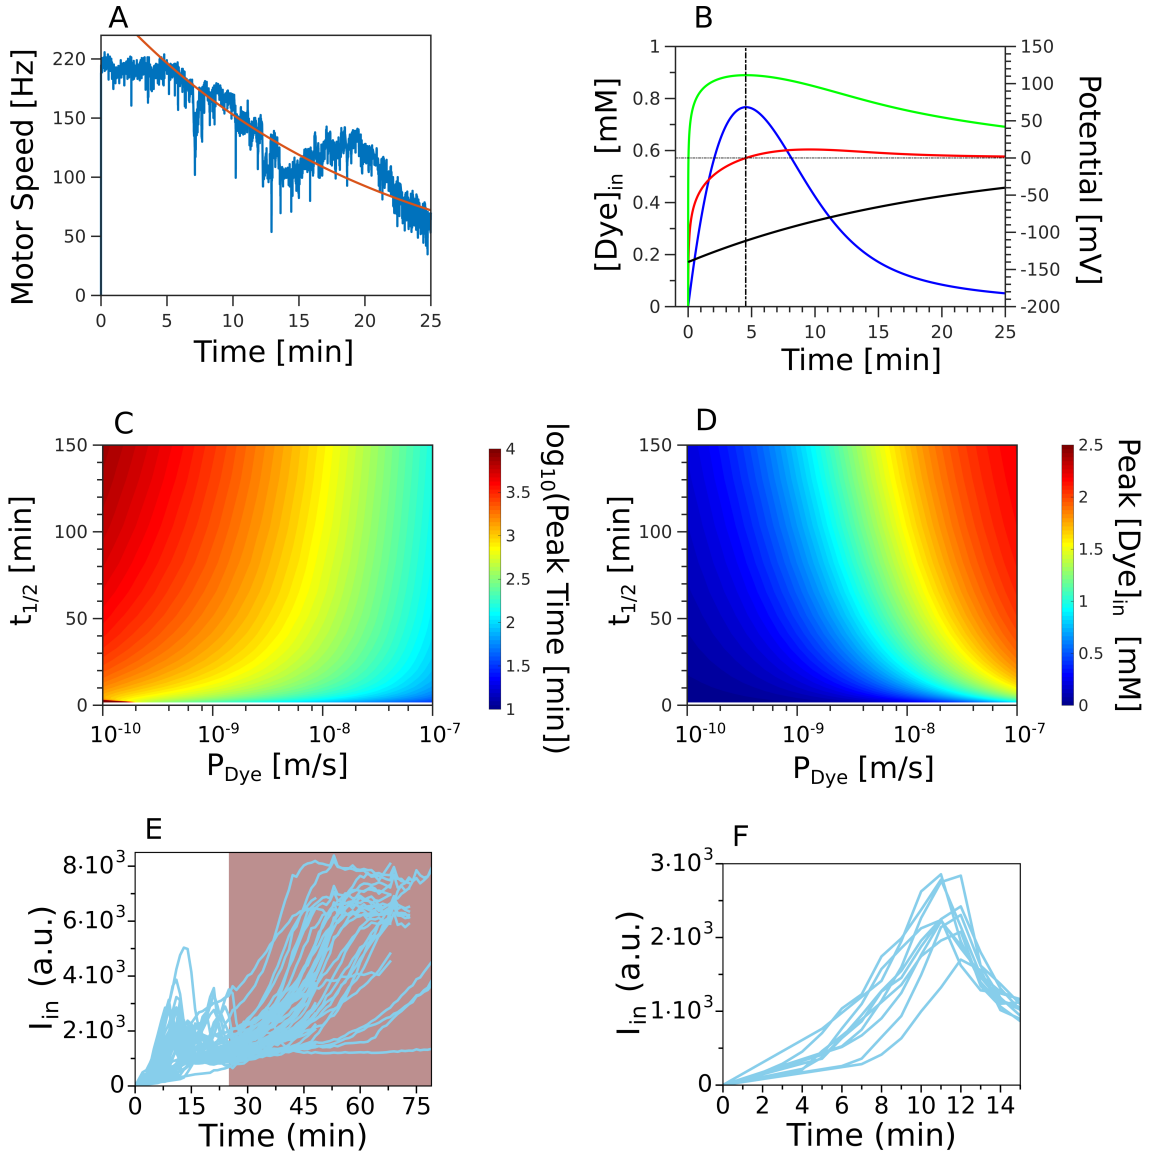 A
Motor Speed [Hz]
220
150
100
50
0
0 5 10 15 20 25
Time [min]
B
[Dye]in [mM]
1
0.8
0.6
0.4
0.2
0
150
100
50
0
-50
-100
-150
-200
Potential [mV]
0 5 10 15 20 25
Time [min]
C
t1/2 [min]
150
100
50
0
10-10 10-9 10-8 10-7
PDye [m/s]
4
3.5
3
2.5
2
1.5
1
log10(Peak Time [min])
D
t1/2 [min]
150
100
50
0
10-10 10-9 10-8 10-7
PDye [m/s]
2.5
2
1.5
1
0.5
0
Peak [Dye]in [mM]
E
Iin (a.u.)
8·103
6·103
4·103
2·103
0
0 15 30 45 60 75
Time (min)
F
Iin (a.u.)
3·103
2·103
1·103
0
0 2 4 6 8 10 12 14
Time (min)